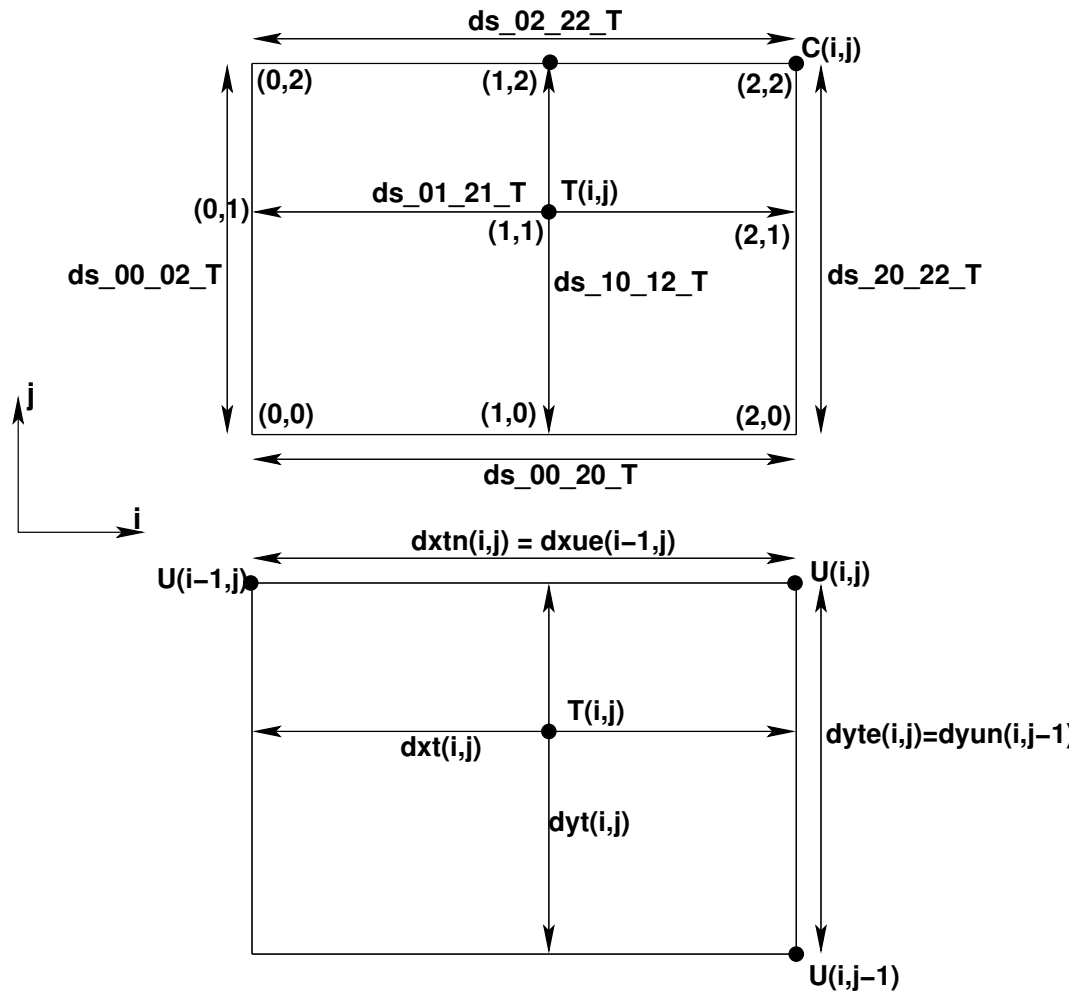 ds_02_22_T
C(i,j)
(0,2)
(1,2)
(2,2)
ds_01_21_T
T(i,j)
(0,1)
(1,1)
(2,1)
ds_00_02_T
ds_10_12_T
ds_20_22_T
j
(0,0)
(1,0)
(2,0)
ds_00_20_T
i
dxtn(i,j) = dxue(i−1,j)
U(i−1,j)
U(i,j)
T(i,j)
dxt(i,j)
dyte(i,j)=dyun(i,j−1)
dyt(i,j)
U(i,j−1)